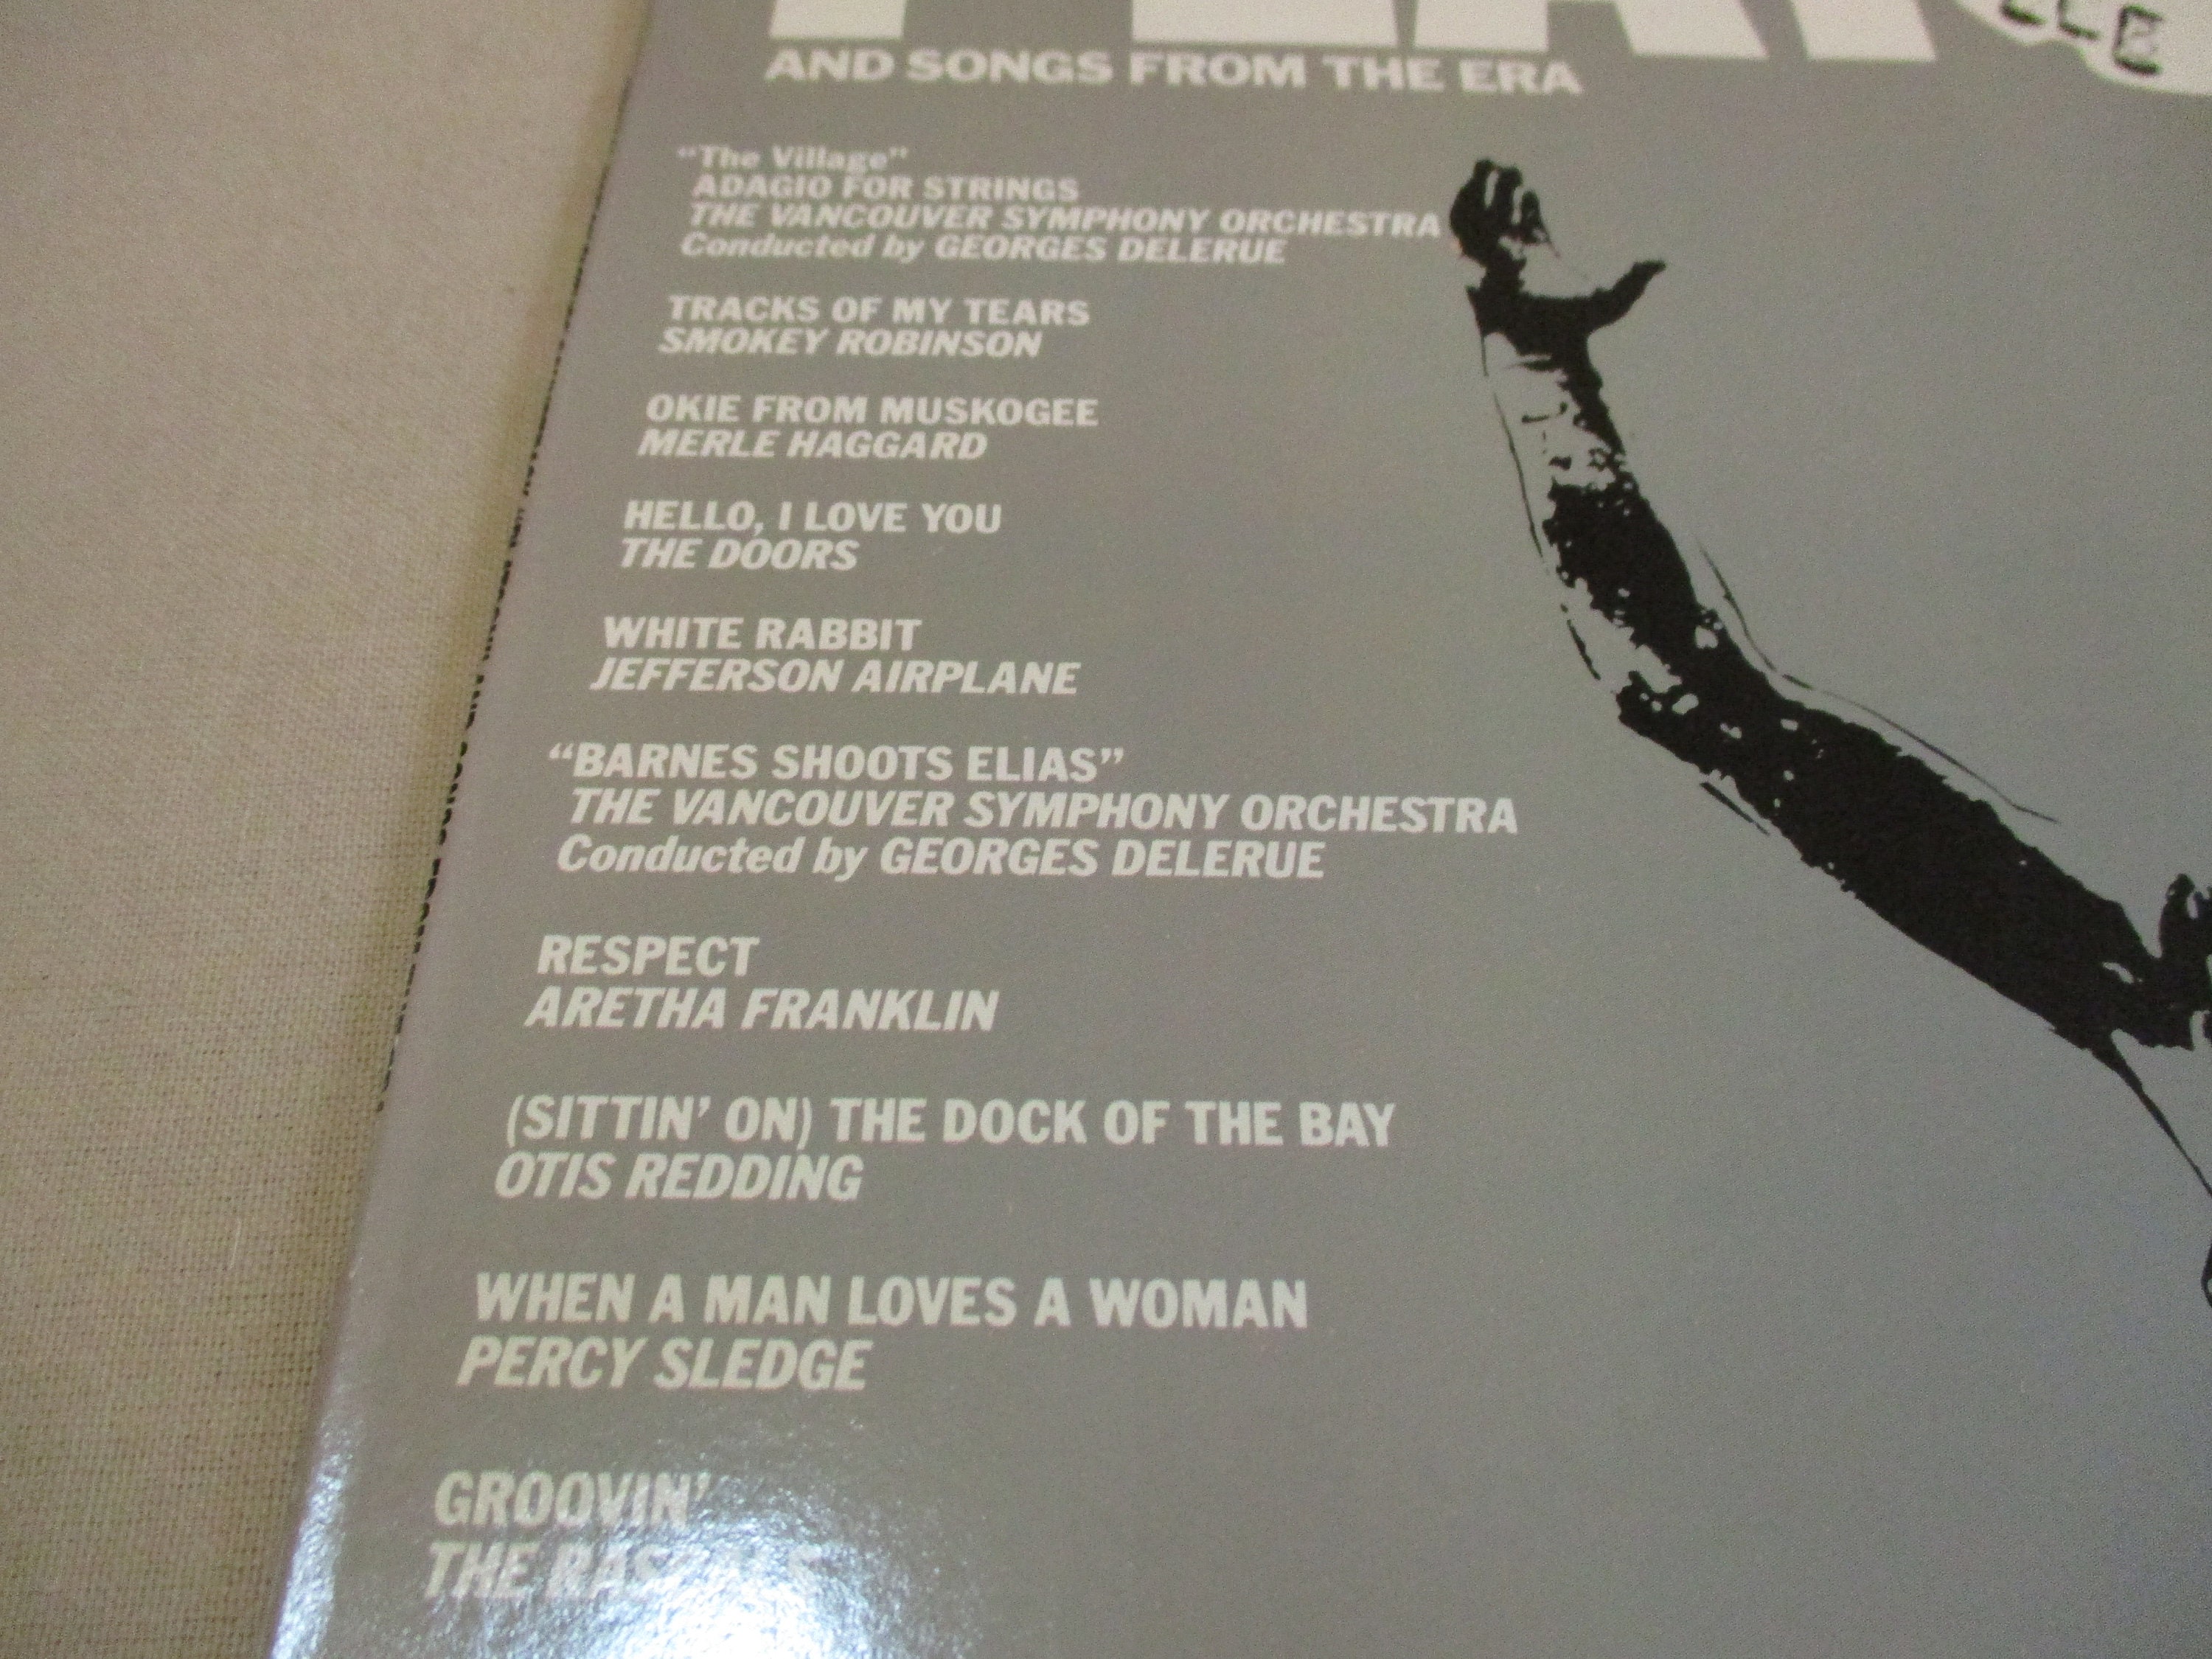 AND SONGS FROM THE ERA
"The Village"
ADAGIO FOR STRINGS
THE VANCOUVER SYMPHONY ORCHESTRA
Conducted by GEORGES DELERUE
TRACKS OF MY TEARS
SMOKEY ROBINSON
OKIE FROM MUSKOGEE
MERLE HAGGARD
HELLO, I LOVE YOU
THE DOORS
WHITE RABBIT
JEFFERSON AIRPLANE
"BARNES SHOOTS ELIAS"
THE VANCOUVER SYMPHONY ORCHESTRA
Conducted by GEORGES DELERUE
RESPECT
ARETHA FRANKLIN
(SITTIN' ON) THE DOCK OF THE BAY
OTIS REDDING
WHEN A MAN LOVES A WOMAN
PERCY SLEDGE
GROOVIN'
THE RASCALS